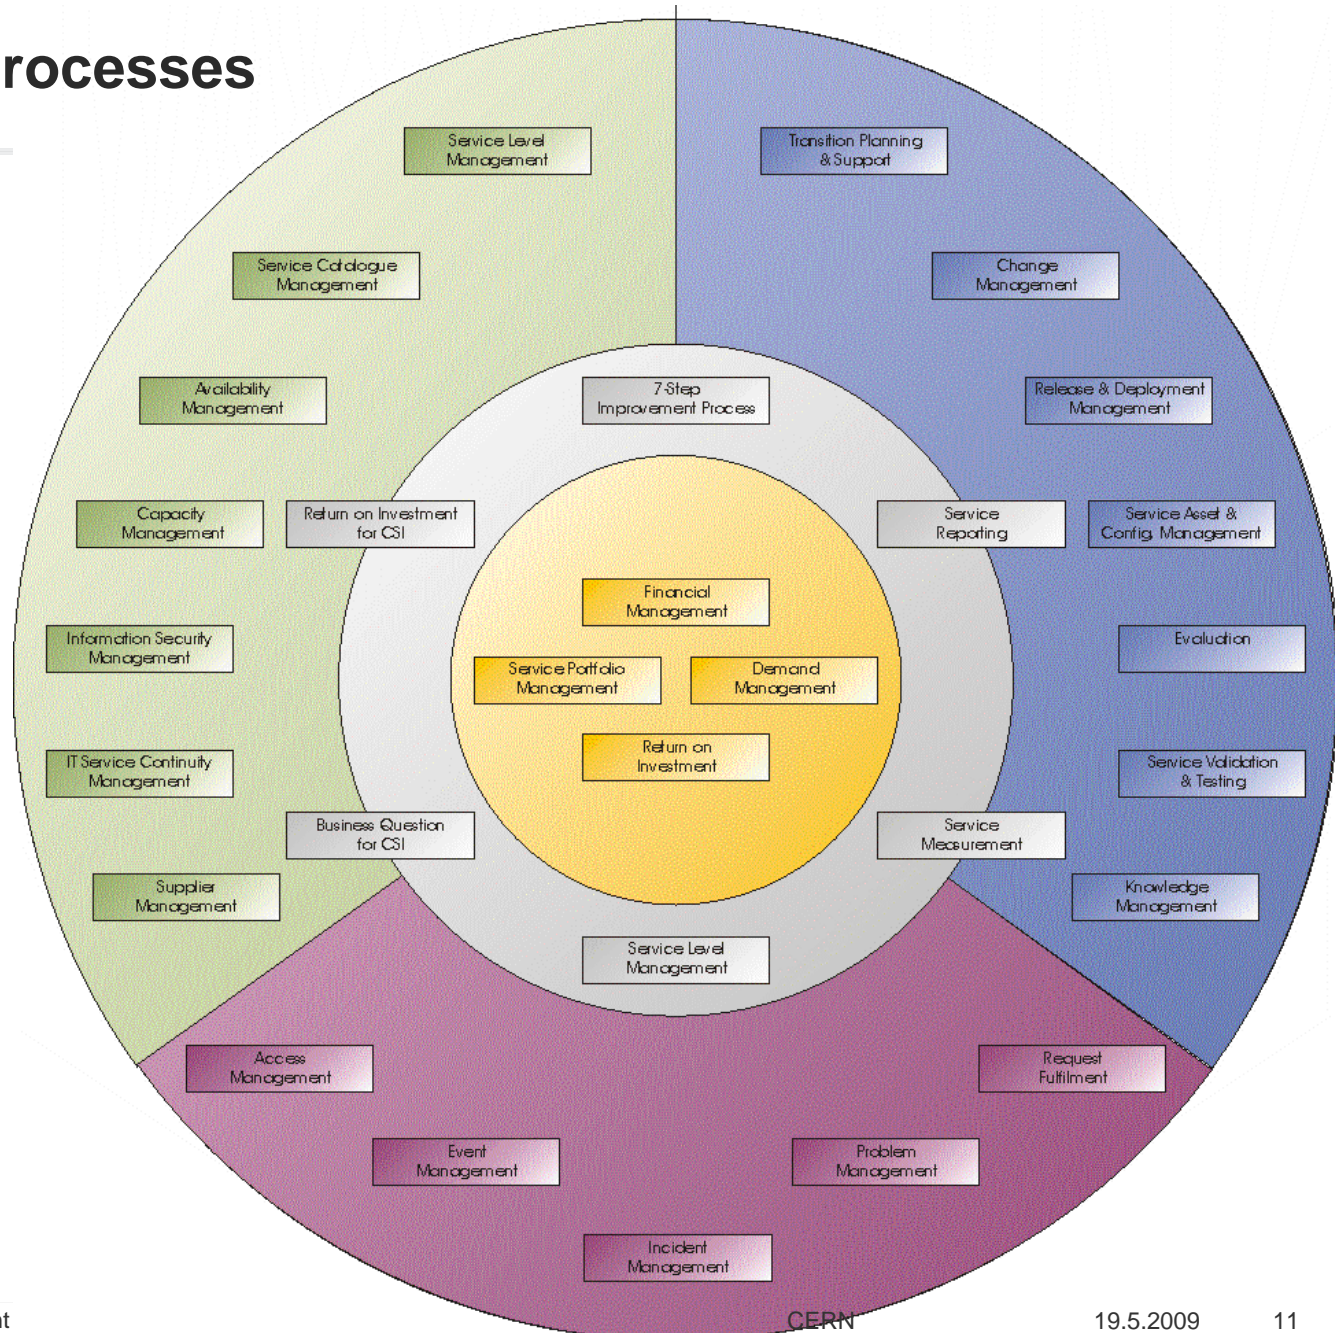 rocesses
Service Level
Management
Transition Planning
& Support
Service Catalogue
Management
Change
Management
Availability
Management
7-Step
Improvement Process
Release & Deployment
Management
Capacity
Management
Return on Investment
for CSI
Service
Reporting
Service Asset &
Config. Management
Financial
Management
Information Security
Management
Service Portfolio
Management
Demand
Management
Evaluation
Return on
Investment
IT Service Continuity
Management
Service Validation
& Testing
Business Question
for CSI
Service
Measurement
Supplier
Management
Knowledge
Management
Service Level
Management
Access
Management
Request
Fulfilment
Event
Management
Problem
Management
Incident
Management
nt
CERN
19.5.2009
11